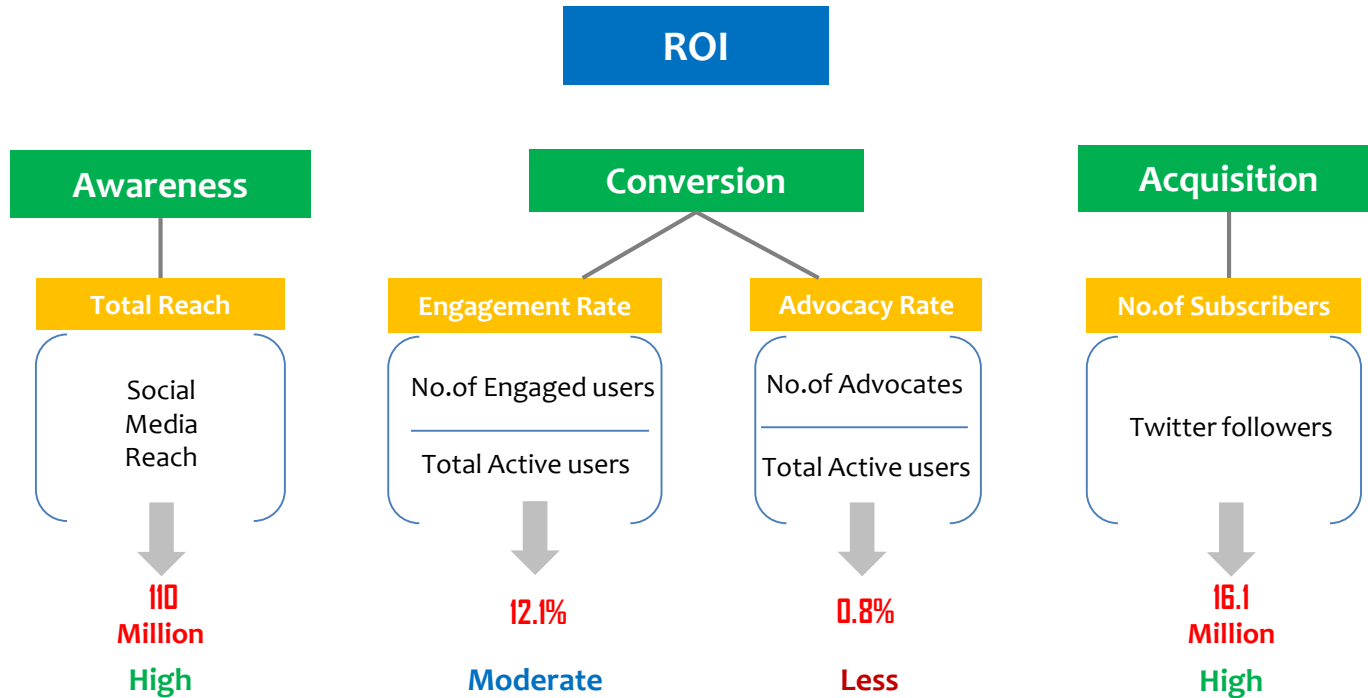 ROI
Awareness
Conversion
Acquisition
Total Reach
Engagement Rate
Advocacy Rate
No.of Subscribers
Social
Media
Reach
No.of Engaged users
Total Active users
No.of Advocates
Total Active users
Twitter followers
110
Million
12.1%
0.8%
16.1
Million
High
Moderate
Less
High